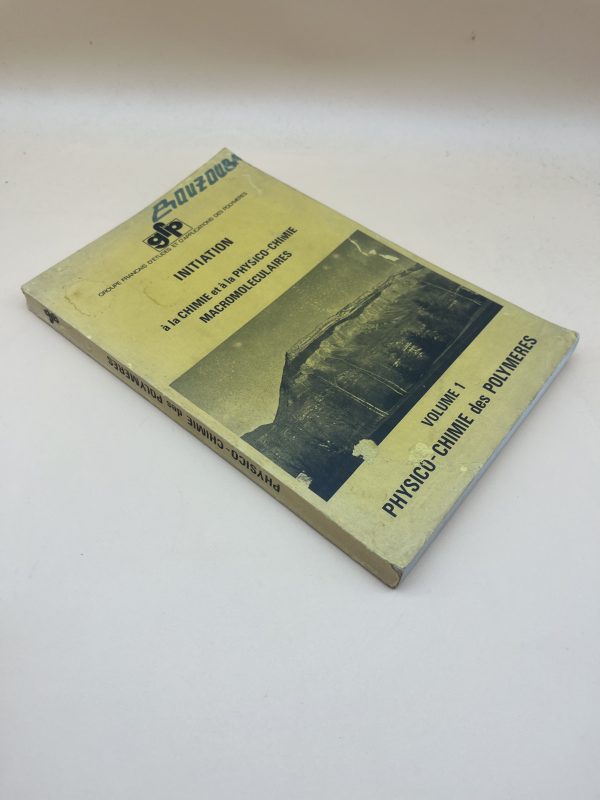 BOUZOUBA
gfp
GROUPE FRANCAIS D'ETUDES ET D'APPLICATIONS DES POLYMERES
INITIATION
à la CHIMIE et à la PHYSICO-CHIMIE
MACROMOLECULAIRES
VOLUME 1
PHYSICO-CHIMIE des POLYMERES
gfp
PHYSICO-CHIMIE des POLYMERES